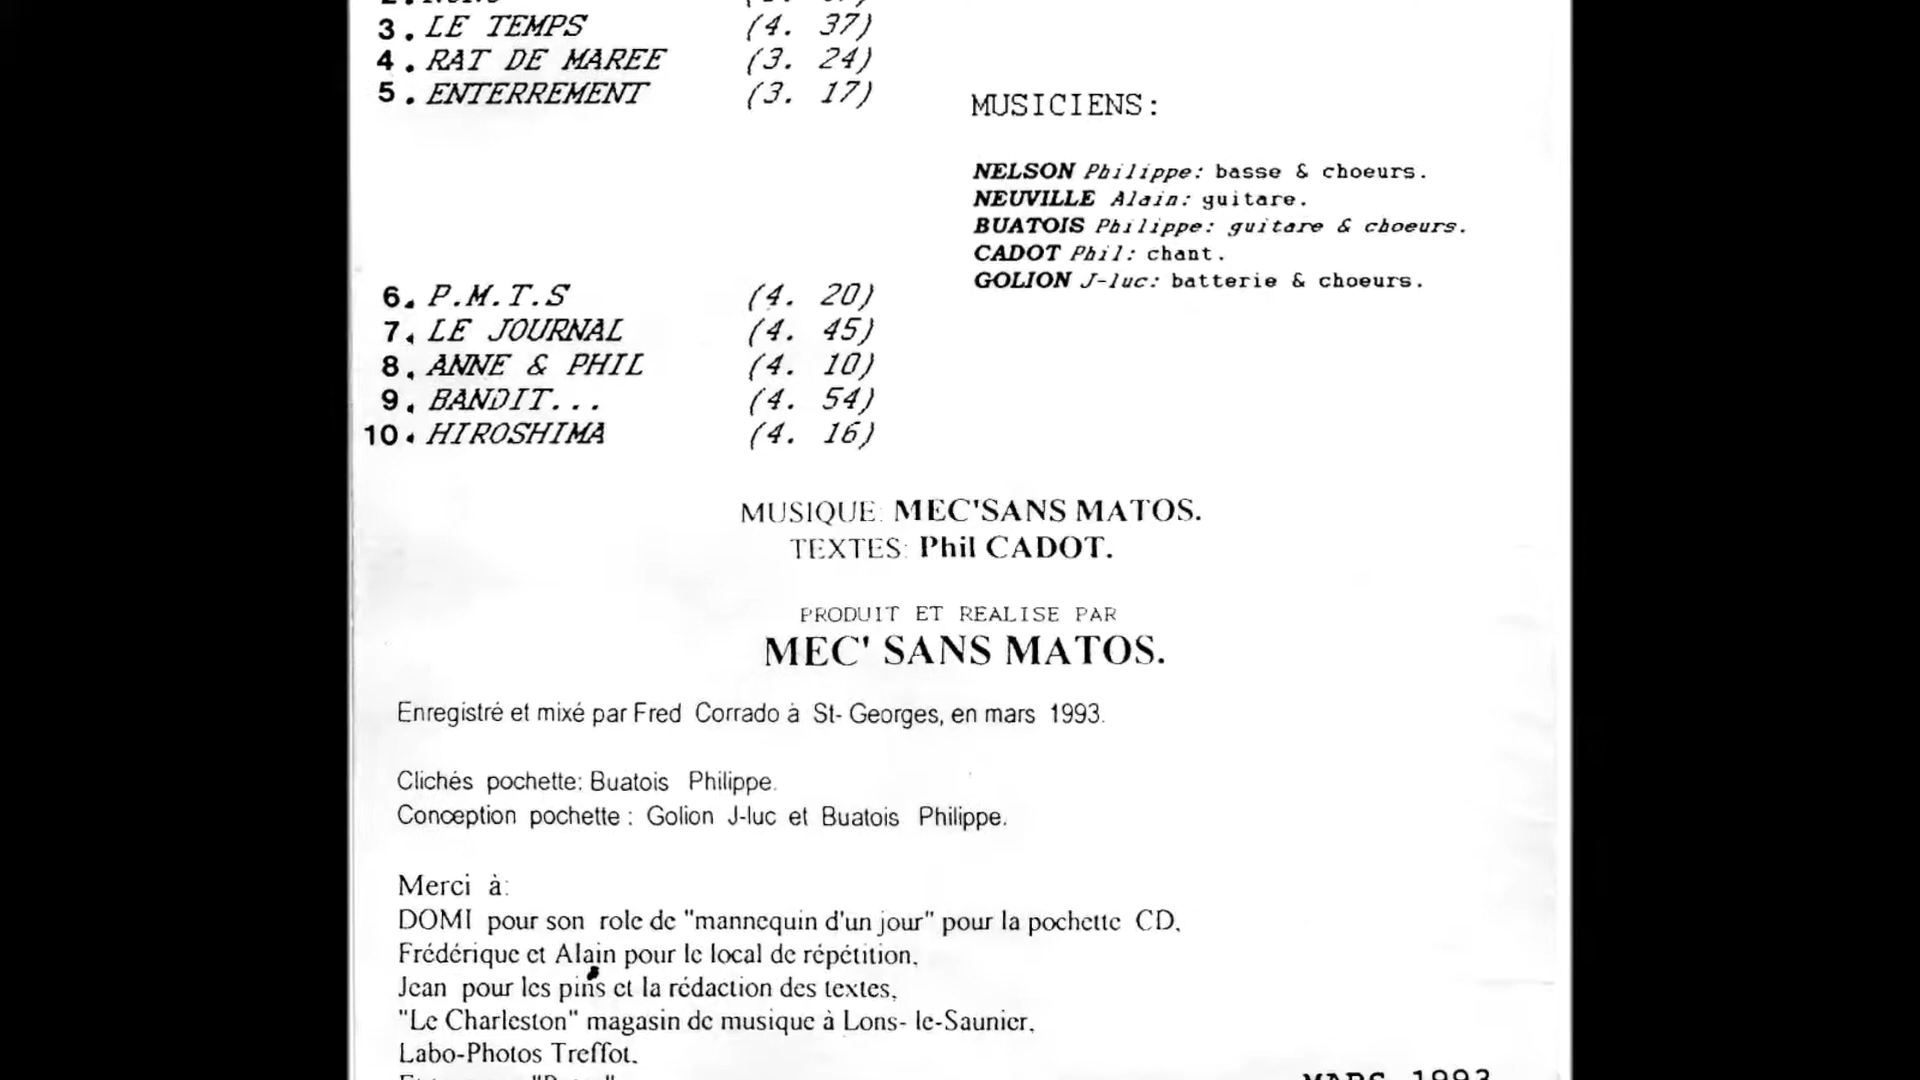 3. LE TEMPS (4. 37)
4. RAT DE MAREE (3. 24)
5. ENTERREMENT (3. 17)
MUSICIENS:
NELSON Philippe: basse & choeurs.
NEUVILLE Alain: guitare.
BUATOIS Philippe: guitare & choeurs.
CADOT Phil: chant.
GOLION J-luc: batterie & choeurs.
6. P.M.T.S (4. 20)
7. LE JOURNAL (4. 45)
8. ANNE & PHIL (4. 10)
9. BANDIT... (4. 54)
10. HIROSHIMA (4. 16)
MUSIQUE: MEC'SANS MATOS.
TEXTES: Phil CADOT.
PRODUIT ET REALISE PAR
MEC' SANS MATOS.
Enregistré et mixé par Fred Corrado à St- Georges, en mars 1993.
Clichés pochette: Buatois Philippe.
Conception pochette : Golion J-luc et Buatois Philippe.
Merci à:
DOMI pour son role de "mannequin d'un jour" pour la pochette CD,
Frédérique et Alain pour le local de répétition,
Jean pour les pins et la rédaction des textes,
"Le Charleston" magasin de musique à Lons- le-Saunier,
Labo-Photos Treffot.
MARS 1993